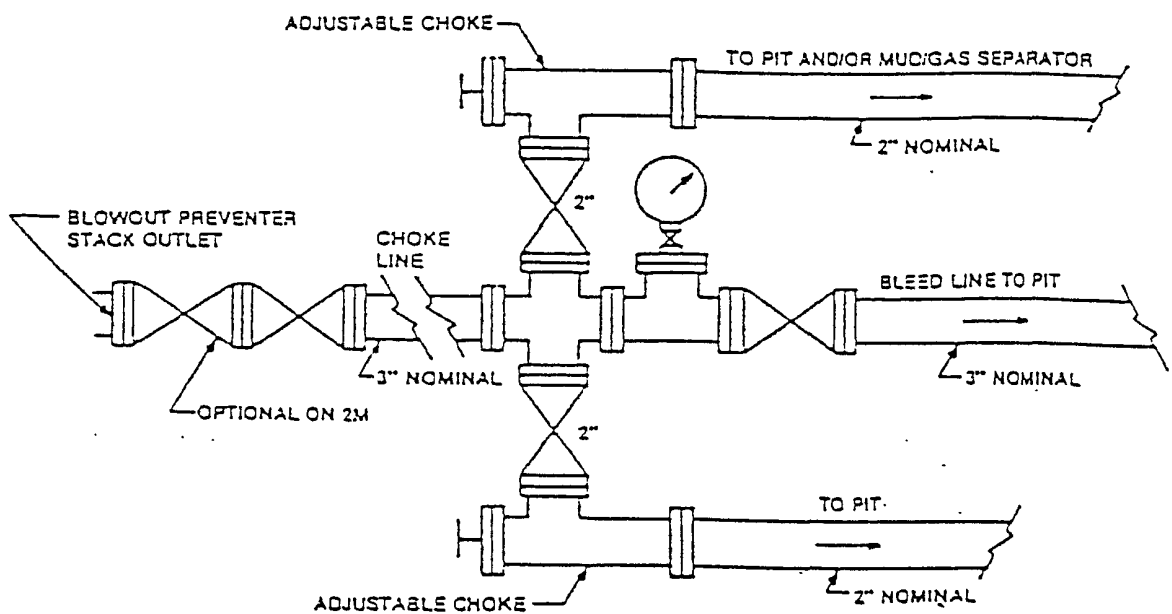 ADJUSTABLE CHOKE
TO PIT AND/OR MUD/GAS SEPARATOR
2" NOMINAL
2"
BLOWOUT PREVENTER
STACK OUTLET
CHOKE
LINE
BLEED LINE TO PIT
3" NOMINAL
3" NOMINAL
OPTIONAL ON 2M
2"
TO PIT
ADJUSTABLE CHOKE
2" NOMINAL